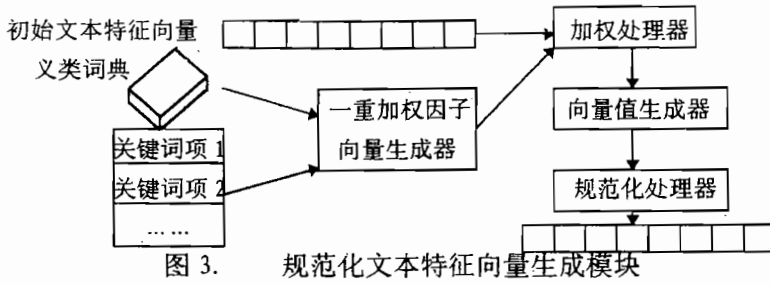 初始文本特征向量
加权处理器
义类词典
一重加权因子
向量生成器
向量值生成器
关键词项 1
关键词项 2
……
规范化处理器
图 3. 规范化文本特征向量生成模块